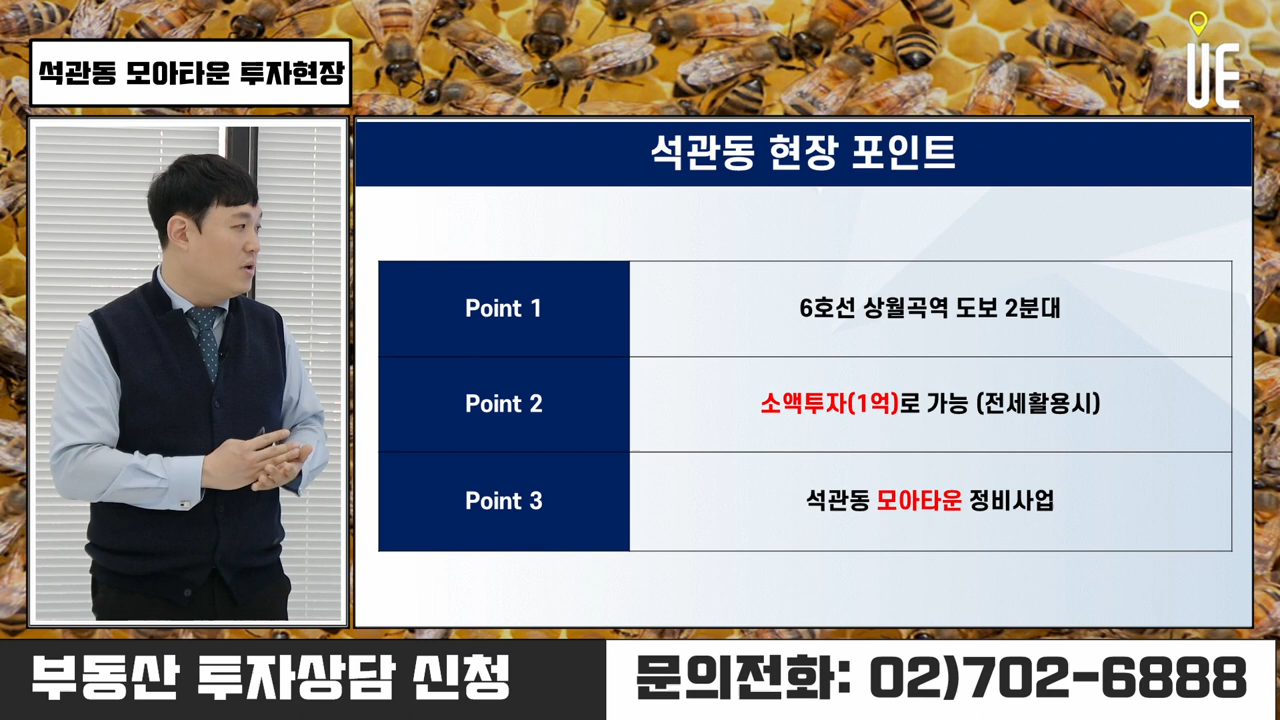 석관동 모아타운 투자현장
UE
석관동 현장 포인트
Point 1
6호선 상월곡역 도보 2분대
Point 2
소액투자(1억)로 가능 (전세활용시)
Point 3
석관동 모아타운 정비사업
부동산 투자상담 신청
문의전화: 02)702-6888